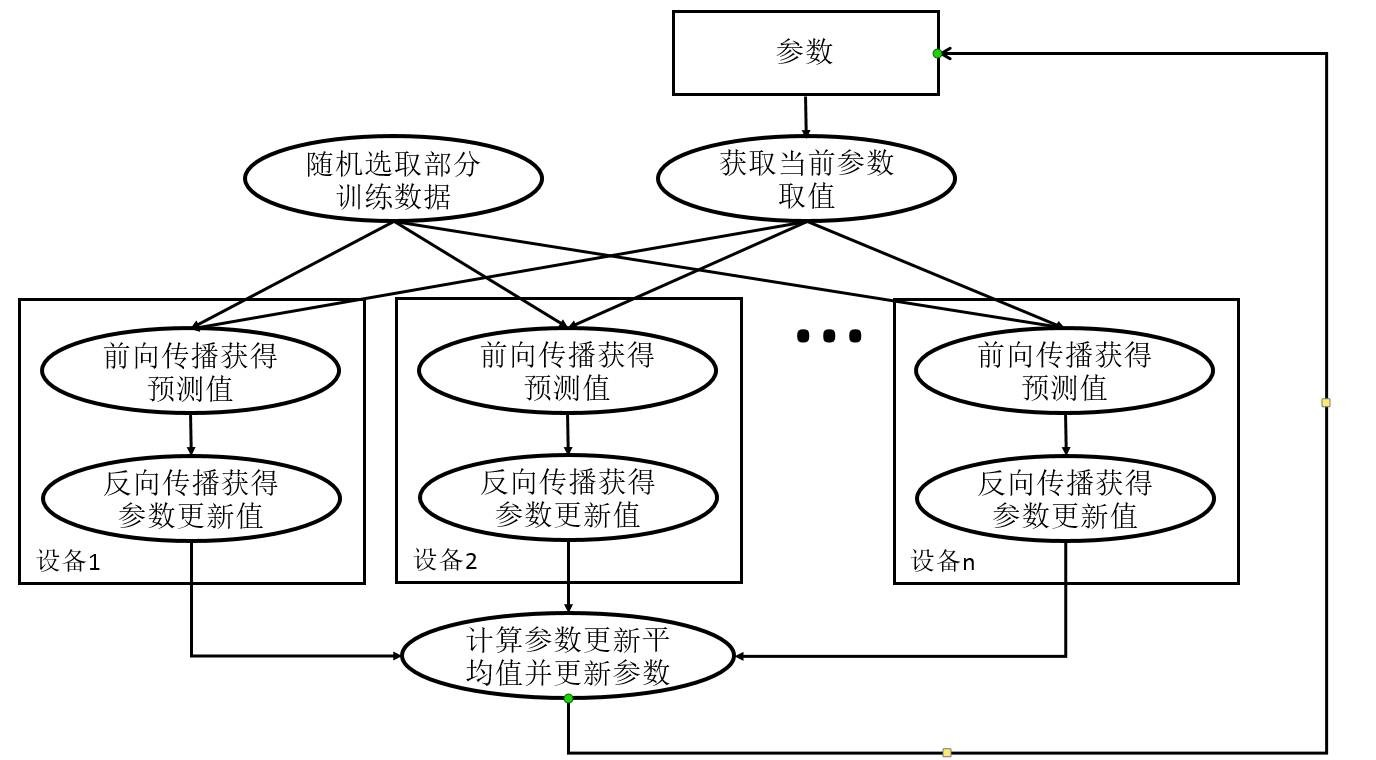 参数
随机选取部分
训练数据
获取当前参数
取值
前向传播获得
预测值
反向传播获得
参数更新值
设备1
前向传播获得
预测值
反向传播获得
参数更新值
设备2
前向传播获得
预测值
反向传播获得
参数更新值
设备n
计算参数更新平
均值并更新参数